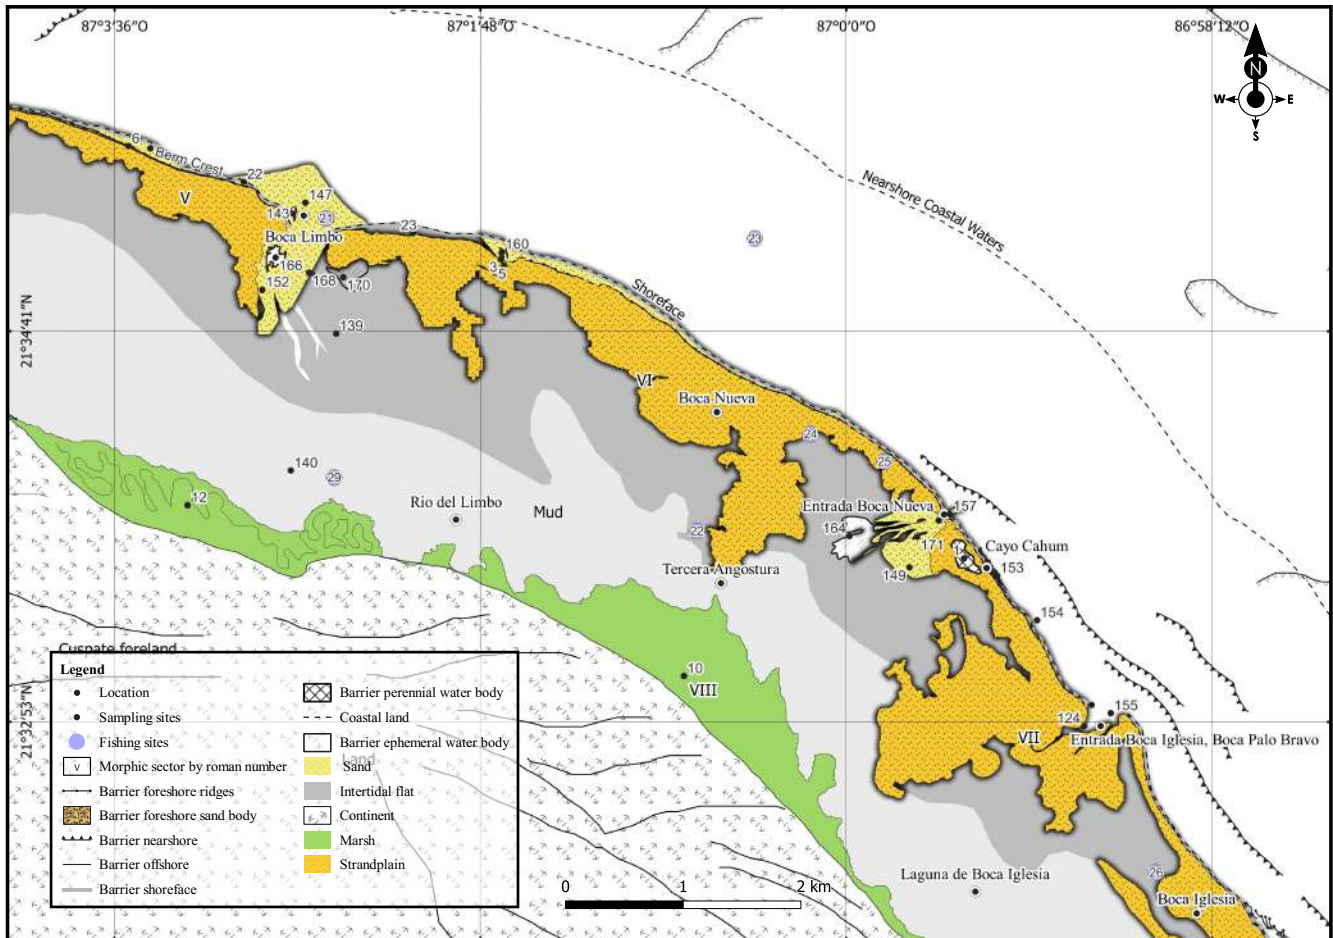 87°3'36"O
87°1'48"O
87°0'0"O
86°58'12"O
N
W
E
S
6
Berm Crest
22
V
147
143
21
Boca Limbo
23
160
166
35
168
170
152
Shoreface
139
23
Nearshore Coastal Waters
21°34'41"N
VI
Boca Nueva
24
25
140
29
12
Rio del Limbo
Mud
Entrada Boca Nueva
157
164
22
171
Cayo Cahum
149
153
Tercera Angostura
154
Cuspate foreland
10
VIII
155
124
VII
Entrada Boca Iglesia, Boca Palo Bravo
21°32'53"N
Legend
Location
Barrier perennial water body
Sampling sites
Coastal land
Fishing sites
Barrier ephemeral water body
Land
V
Morphic sector by roman number
Sand
Barrier foreshore ridges
Intertidal flat
Barrier foreshore sand body
Continent
Barrier nearshore
Marsh
Barrier offshore
Strandplain
Barrier shoreface
0
1
2 km
Laguna de Boca Iglesia
26
Boca Iglesia